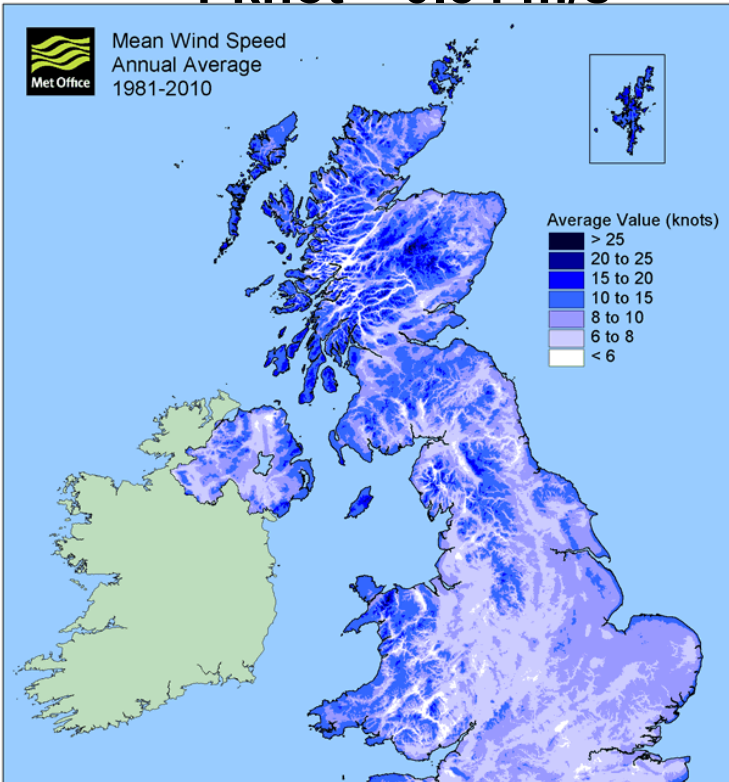 Met Office
Mean Wind Speed
Annual Average
1981-2010
Average Value (knots)
> 25
20 to 25
15 to 20
10 to 15
8 to 10
6 to 8
< 6